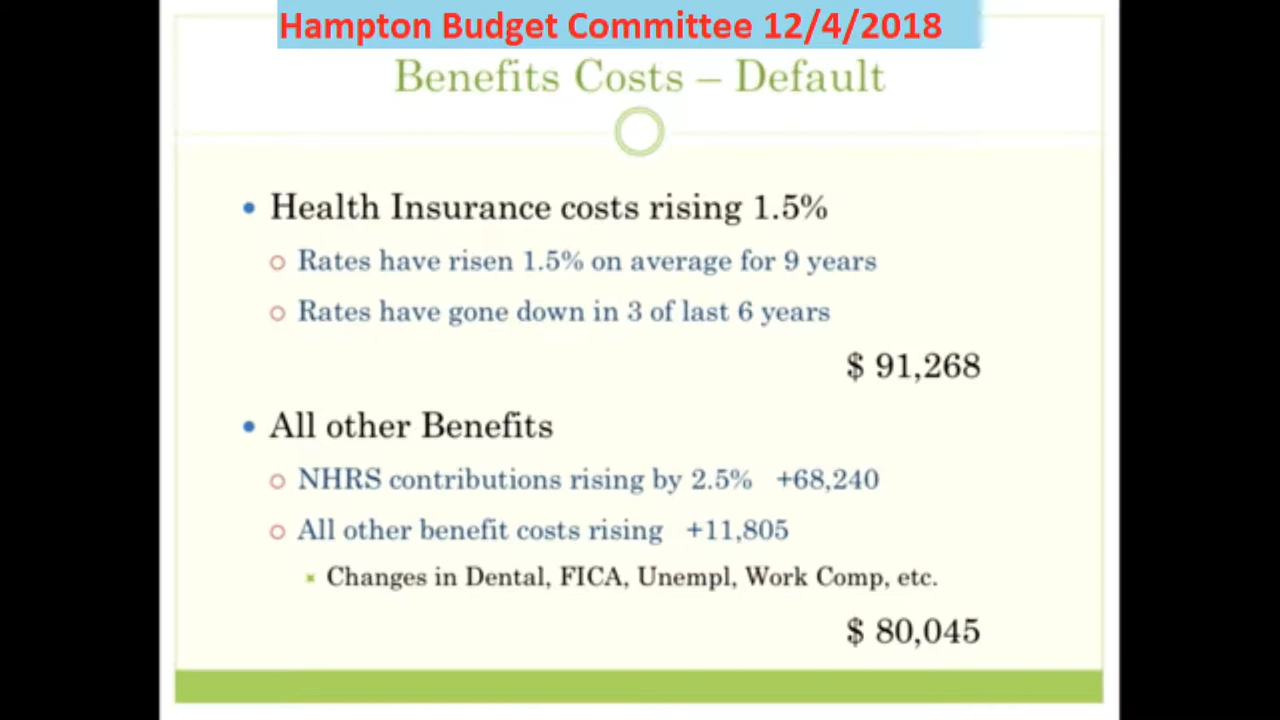 Hampton Budget Committee 12/4/2018
Benefits Costs – Default
• Health Insurance costs rising 1.5%
Rates have risen 1.5% on average for 9 years
Rates have gone down in 3 of last 6 years
$ 91,268
• All other Benefits
NHRS contributions rising by 2.5% +68,240
All other benefit costs rising +11,805
Changes in Dental, FICA, Unempl, Work Comp, etc.
$ 80,045